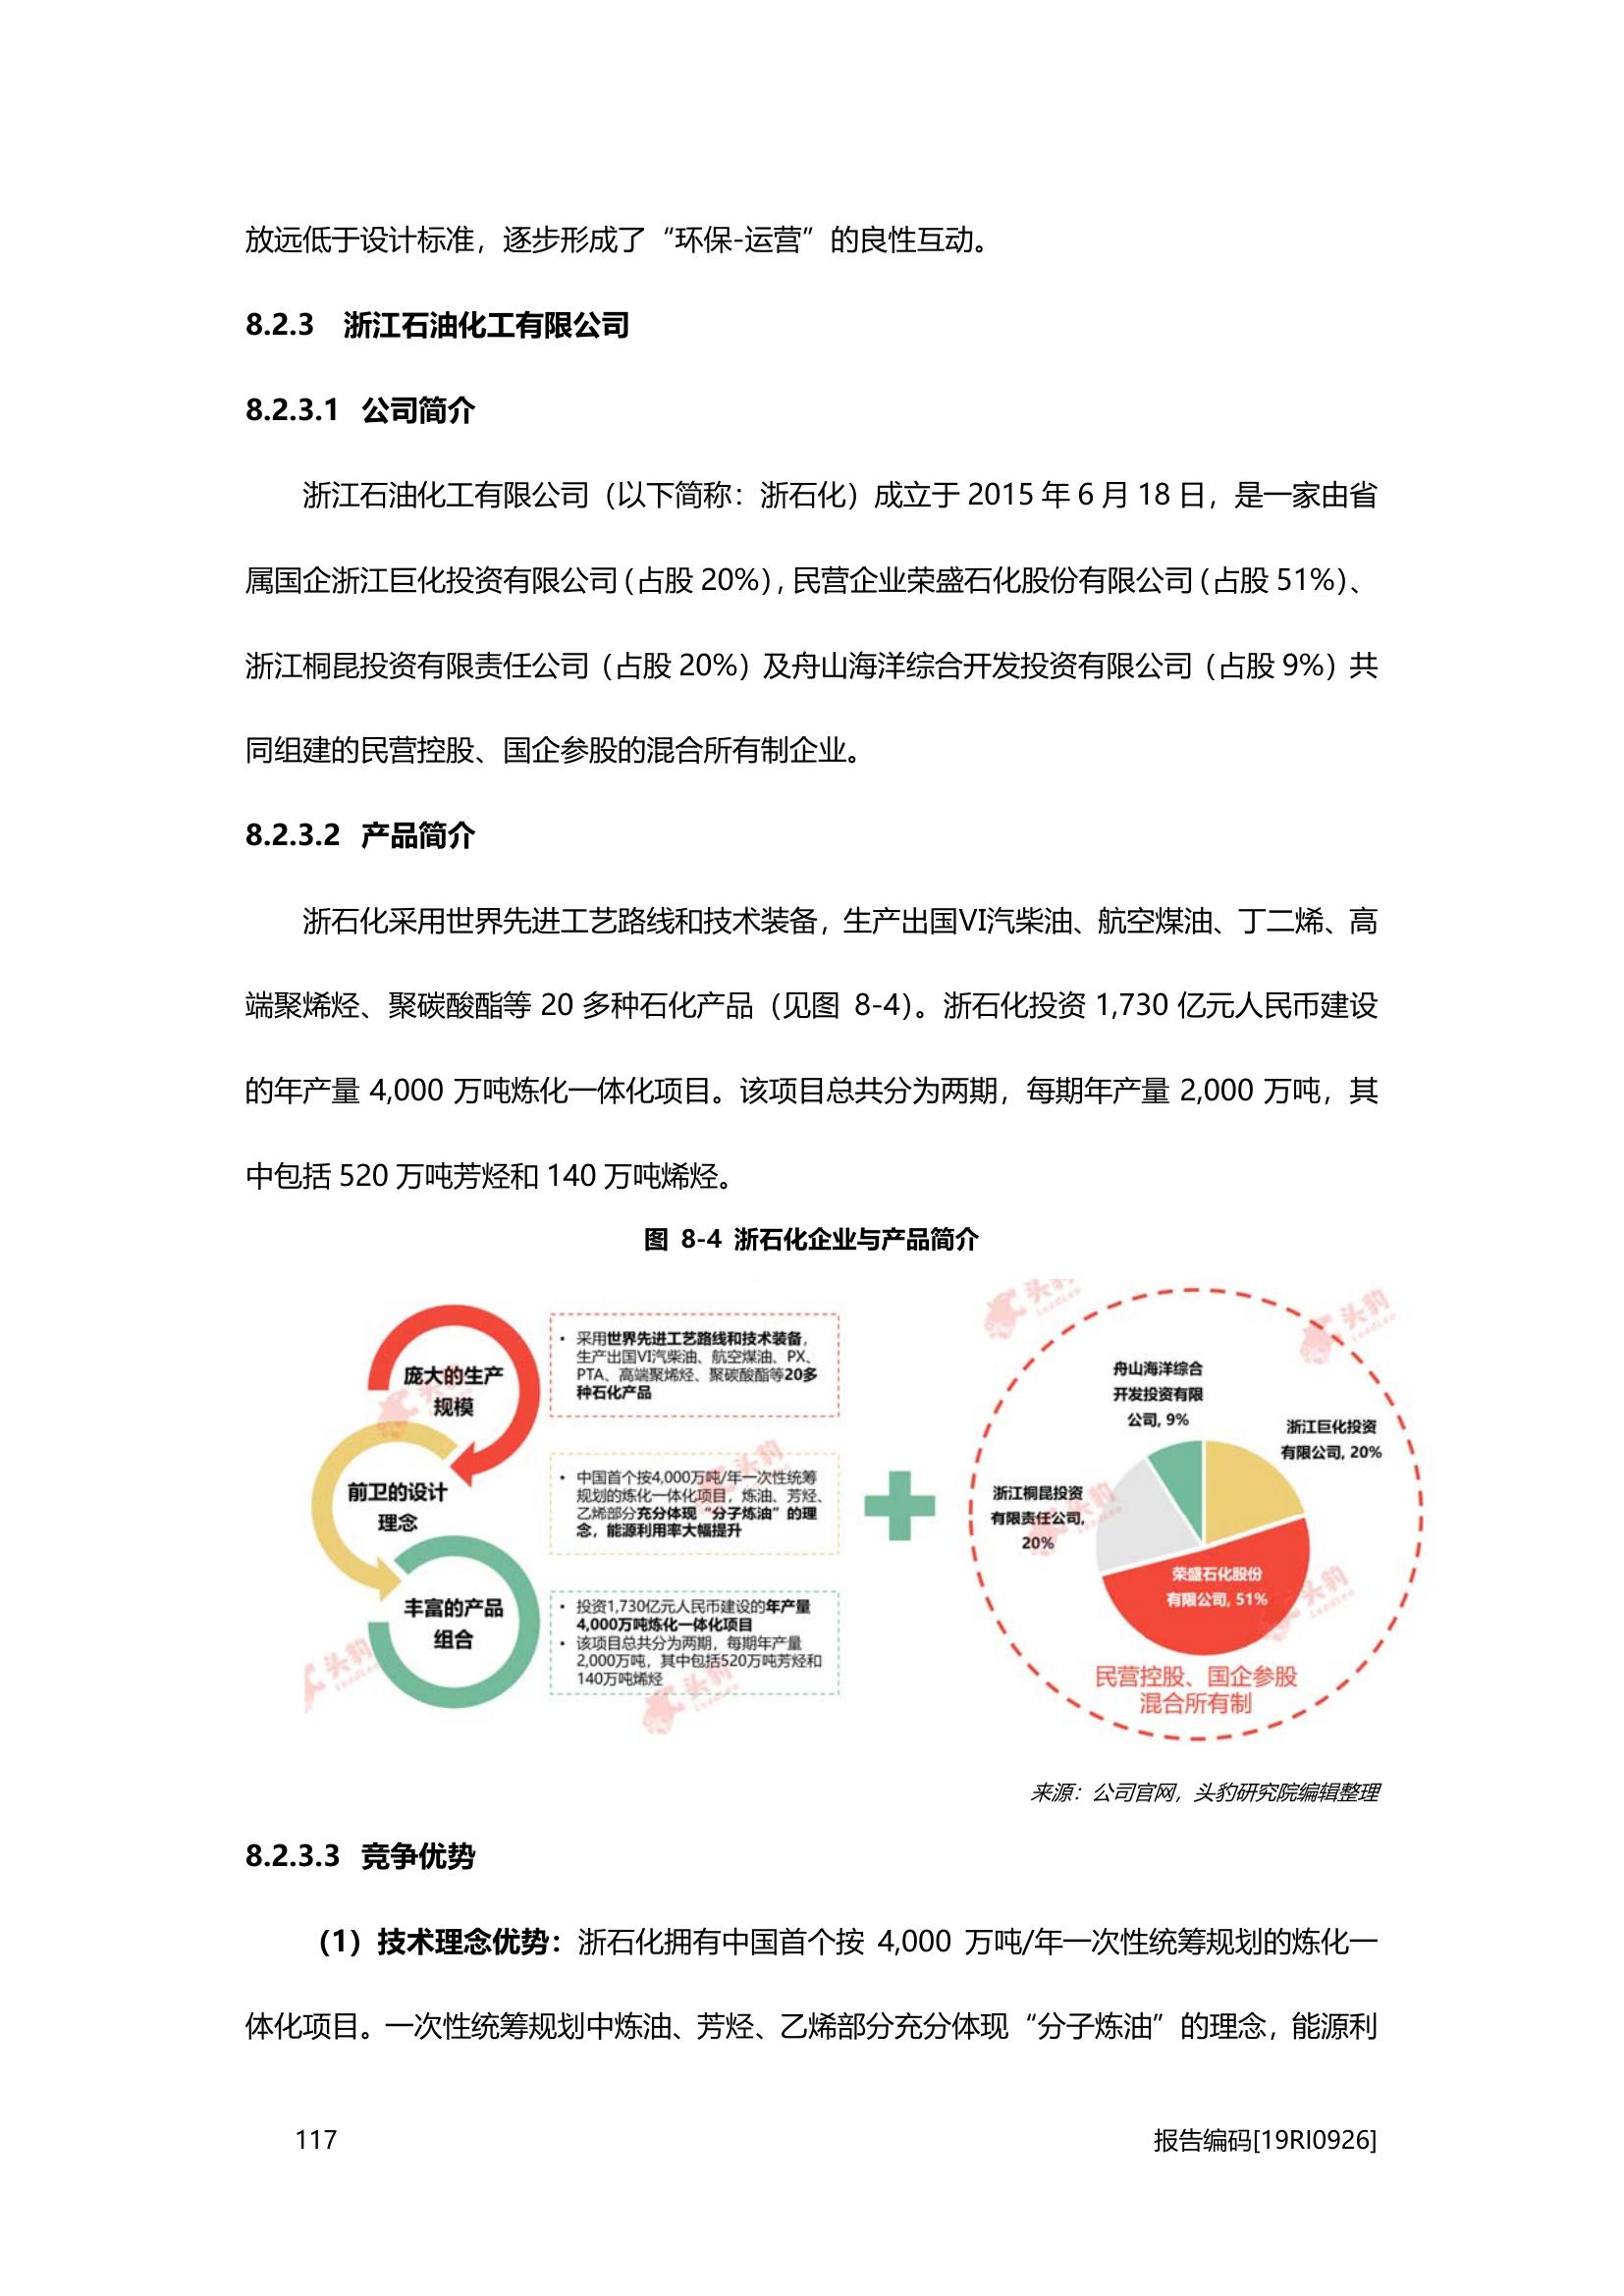 放远低于设计标准，逐步形成了“环保-运营”的良性互动。
8.2.3 浙江石油化工有限公司
8.2.3.1 公司简介
浙江石油化工有限公司（以下简称：浙石化）成立于 2015 年 6 月 18 日，是一家由省
属国企浙江巨化投资有限公司（占股 20%），民营企业荣盛石化股份有限公司（占股 51%）、
浙江桐昆投资有限责任公司（占股 20%）及舟山海洋综合开发投资有限公司（占股 9%）共
同组建的民营控股、国企参股的混合所有制企业。
8.2.3.2 产品简介
浙石化采用世界先进工艺路线和技术装备，生产出国VI汽柴油、航空煤油、丁二烯、高
端聚烯烃、聚碳酸酯等 20 多种石化产品（见图 8-4）。浙石化投资 1,730 亿元人民币建设
的年产量 4,000 万吨炼化一体化项目。该项目总共分为两期，每期年产量 2,000 万吨，其
中包括 520 万吨芳烃和 140 万吨烯烃。
图 8-4 浙石化企业与产品简介
庞大的生产
规模
前卫的设计
理念
丰富的产品
组合
• 采用世界先进工艺路线和技术装备，
生产出国VI汽柴油、航空煤油、PX、
PTA、高端聚烯烃、聚碳酸酯等20多
种石化产品
• 中国首个按4,000万吨/年一次性统筹
规划的炼化一体化项目，炼油、芳烃、
乙烯部分充分体现“分子炼油”的理
念，能源利用率大幅提升
• 投资1,730亿元人民币建设的年产量
4,000万吨炼化一体化项目
• 该项目总共分为两期，每期年产量
2,000万吨，其中包括520万吨芳烃和
140万吨烯烃
舟山海洋综合
开发投资有限
公司, 9%
浙江巨化投资
有限公司, 20%
浙江桐昆投资
有限责任公司,
20%
荣盛石化股份
有限公司, 51%
民营控股、国企参股
混合所有制
头豹
LeadLeo
头豹
LeadLeo
头豹
头豹
头豹
头豹
头豹
头豹
来源：公司官网，头豹研究院编辑整理
8.2.3.3 竞争优势
（1）技术理念优势：浙石化拥有中国首个按 4,000 万吨/年一次性统筹规划的炼化一
体化项目。一次性统筹规划中炼油、芳烃、乙烯部分充分体现“分子炼油”的理念，能源利
117
报告编码[19RI0926]